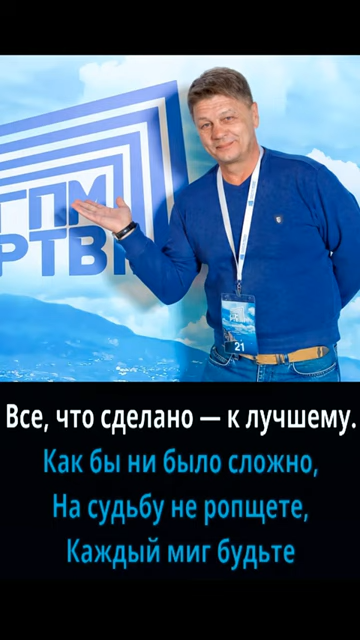 ГПМ
РТВ
21
Все, что сделано — к лучшему.
Как бы ни было сложно,
На судьбу не ропщете,
Каждый миг будьте